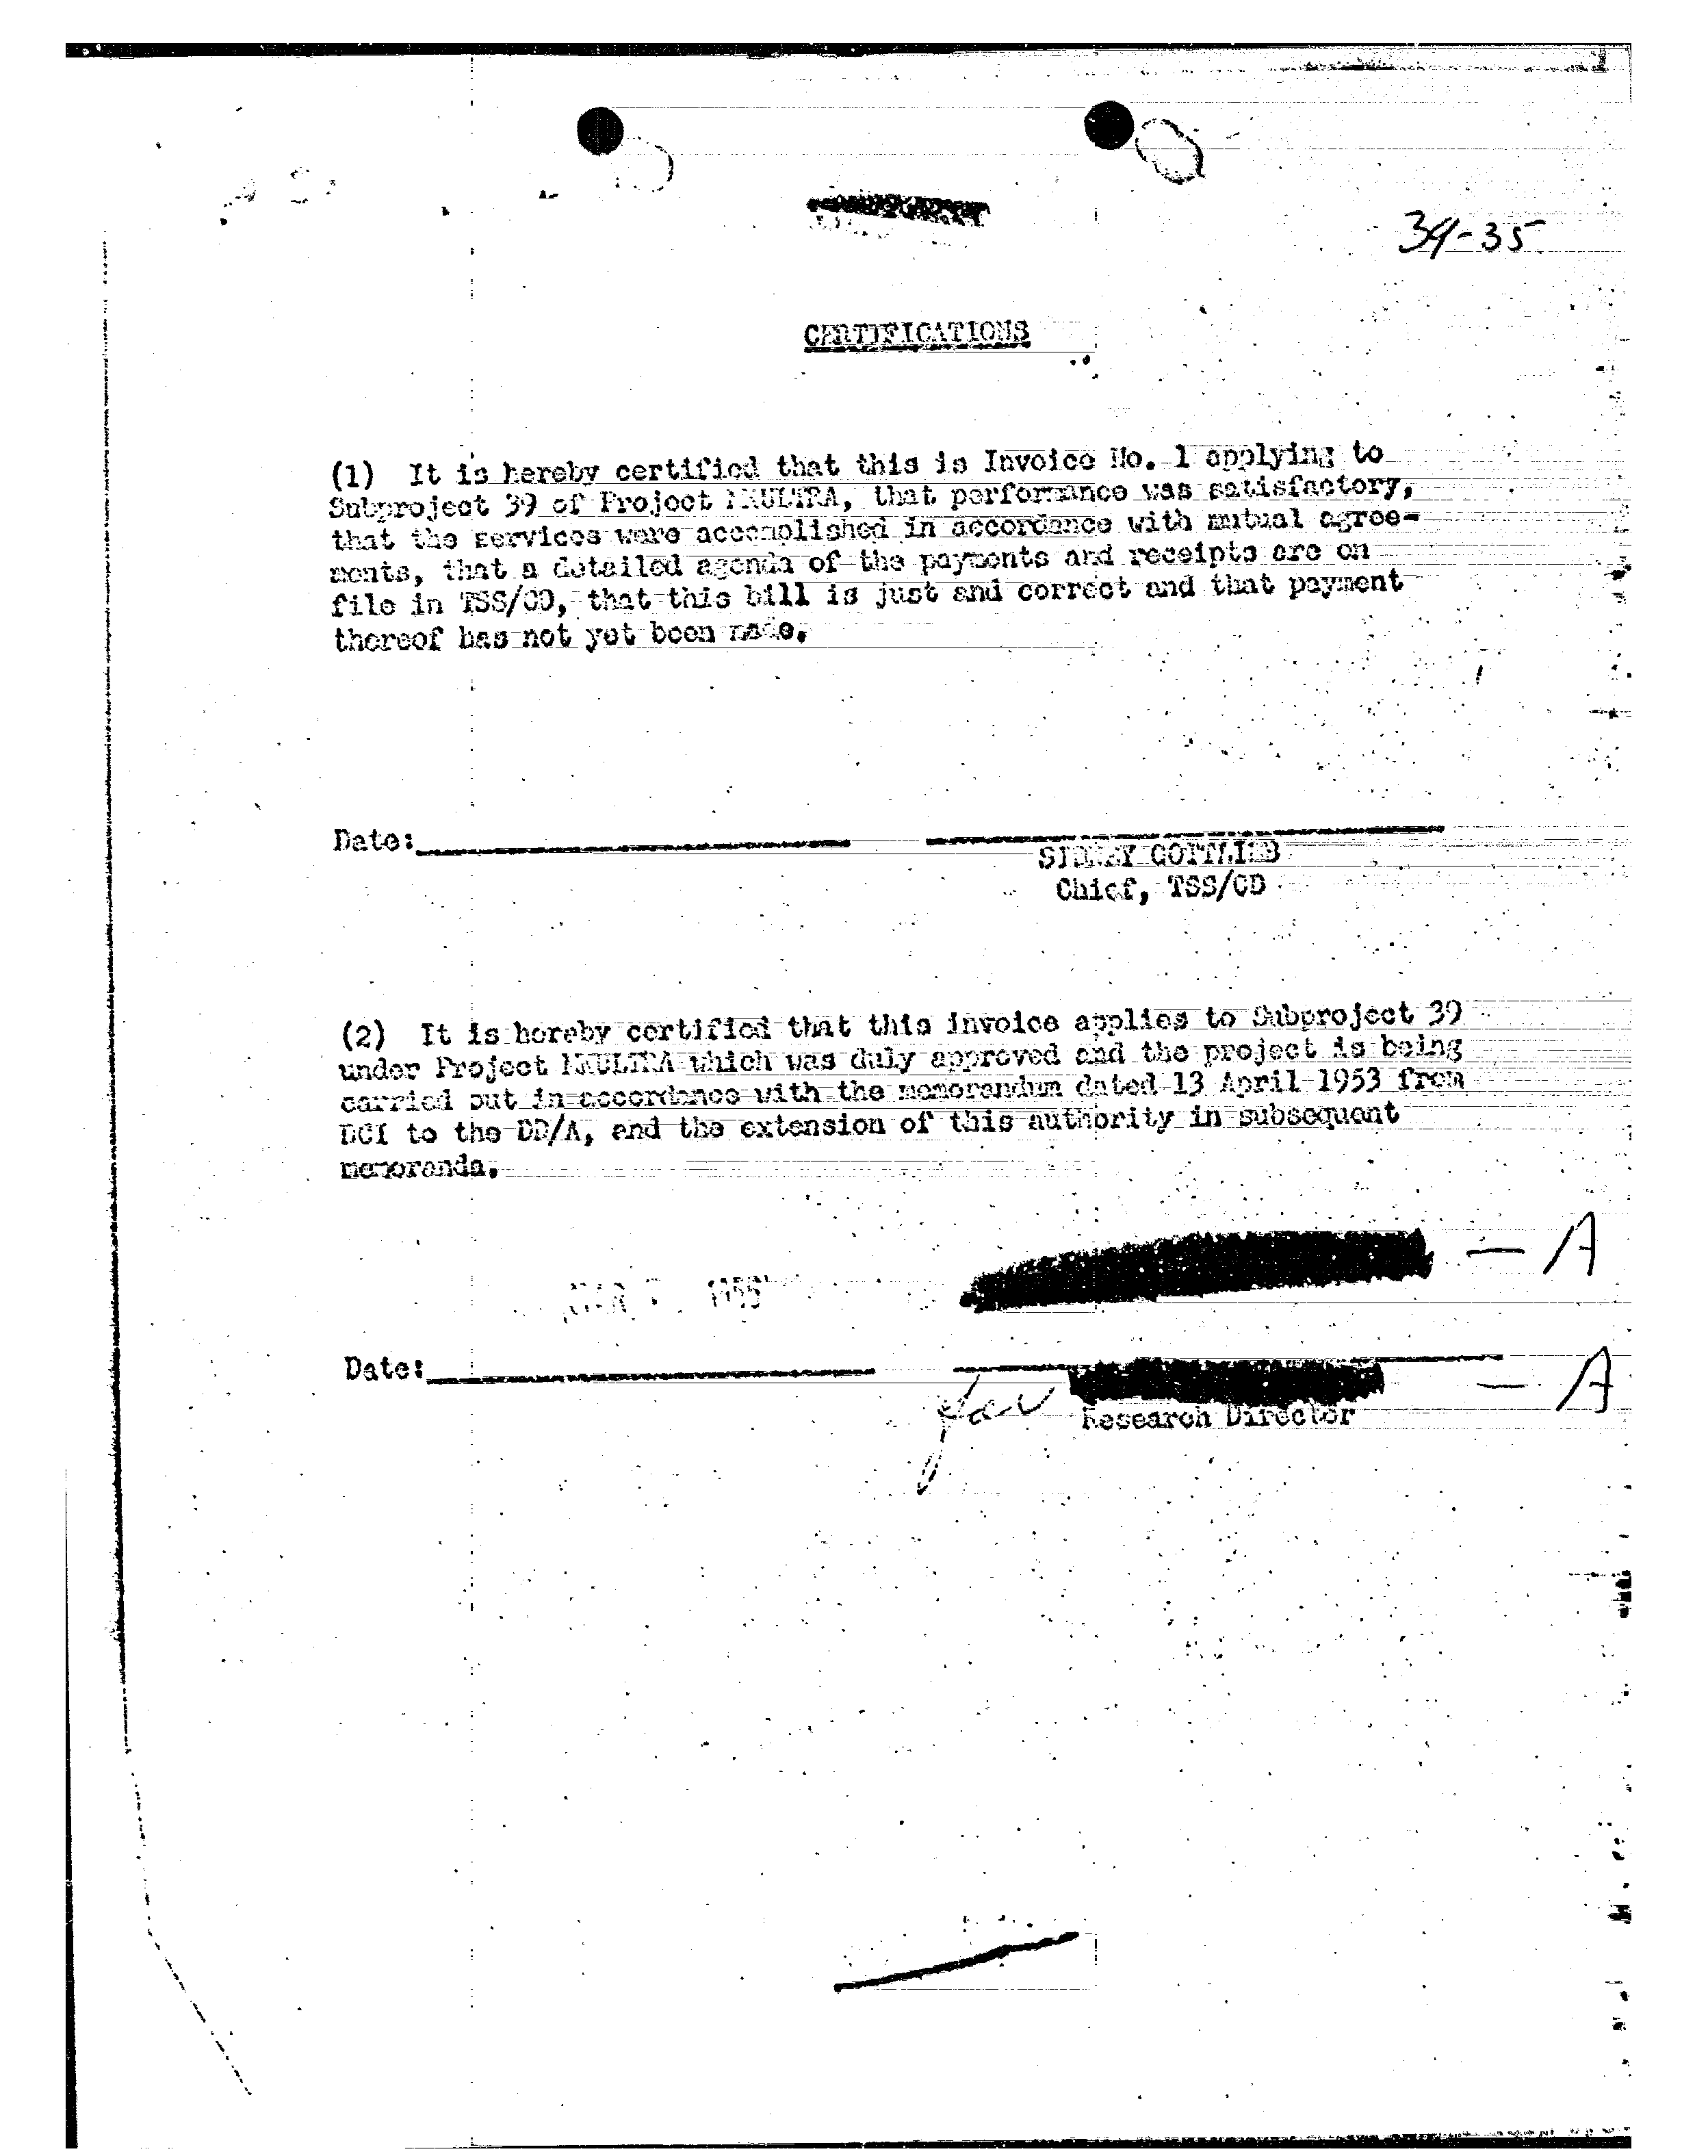 34-35
CERTIFICATIONS
(1) It is hereby certified that this is Invoice No. 1 applying to
Subproject 39 of Project MKULTRA, that performance was satisfactory,
that the services were accomplished in accordance with mutual agree-
ments, that a detailed agenda of the payments and receipts are on
file in TSS/CD, that this bill is just and correct and that payment
thereof has not yet been made.
Date:
SIDNEY GOTTLIEB
Chief, TSS/CD
(2) It is hereby certified that this invoice applies to Subproject 39
under Project MKULTRA which was duly approved and the project is being
carried out in accordance with the memorandum dated 13 April 1953 from
DCI to the DD/A, and the extension of this authority in subsequent
memoranda.
— A
1955
Date:
— A
for
Research Director